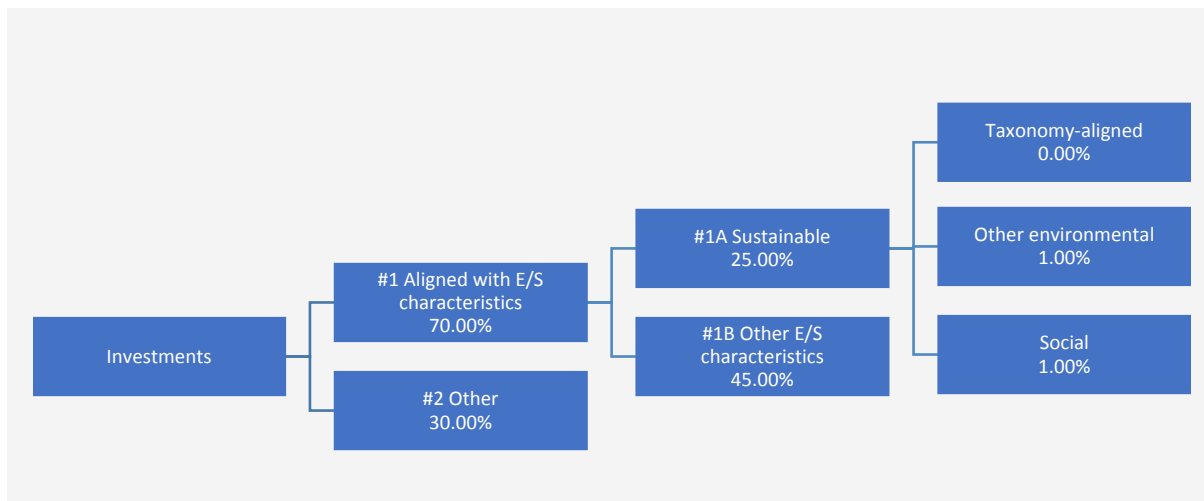 Investments
#1 Aligned with E/S
characteristics
70.00%
#2 Other
30.00%
#1A Sustainable
25.00%
#1B Other E/S
characteristics
45.00%
Taxonomy-aligned
0.00%
Other environmental
1.00%
Social
1.00%